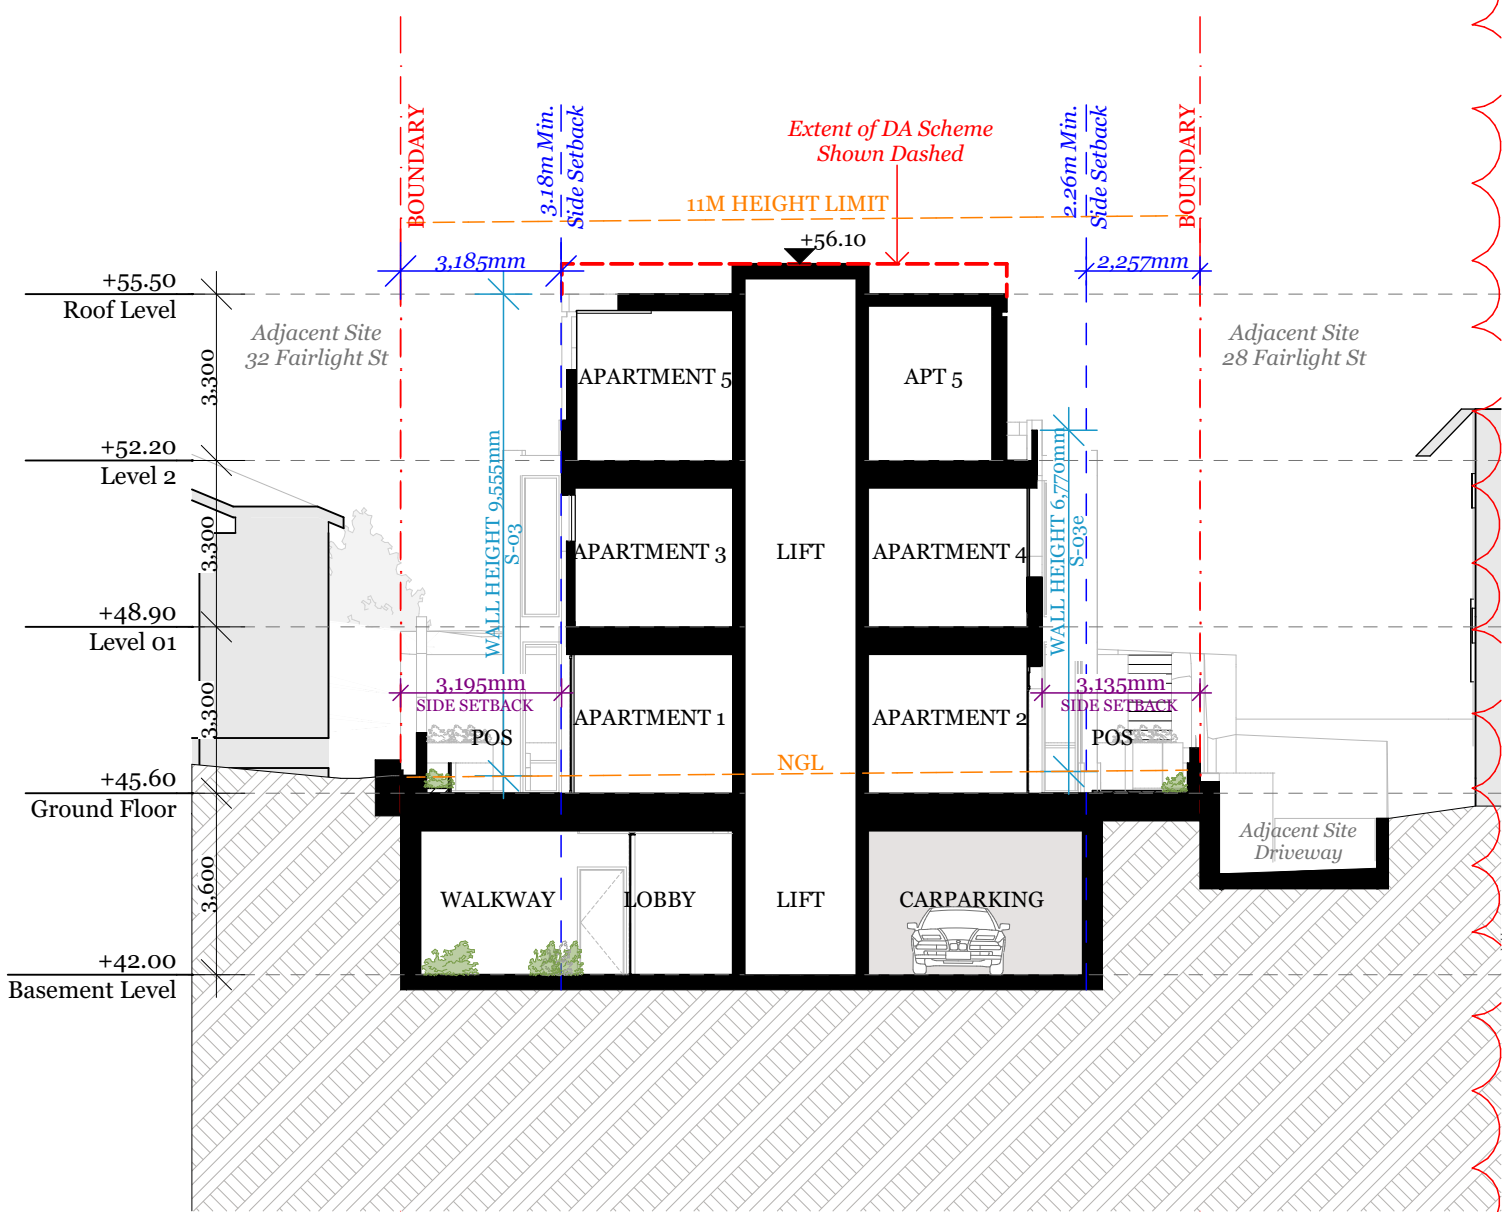 BOUNDARY
3.18m Min.
Side Setback
Extent of DA Scheme
Shown Dashed
2.26m Min.
Side Setback
BOUNDARY
11M HEIGHT LIMIT
+56.10
3,185mm
2,257mm
+55.50
Roof Level
Adjacent Site
32 Fairlight St
Adjacent Site
28 Fairlight St
3,300
APARTMENT 5
APT 5
+52.20
Level 2
WALL HEIGHT 9,555mm
S-03
WALL HEIGHT 6,770mm
S-03e
3,300
APARTMENT 3
LIFT
APARTMENT 4
+48.90
Level 01
3,195mm
SIDE SETBACK
3,135mm
SIDE SETBACK
3,300
APARTMENT 1
APARTMENT 2
POS
POS
NGL
+45.60
Ground Floor
Adjacent Site
Driveway
3,600
WALKWAY
LOBBY
LIFT
CARPARKING
+42.00
Basement Level